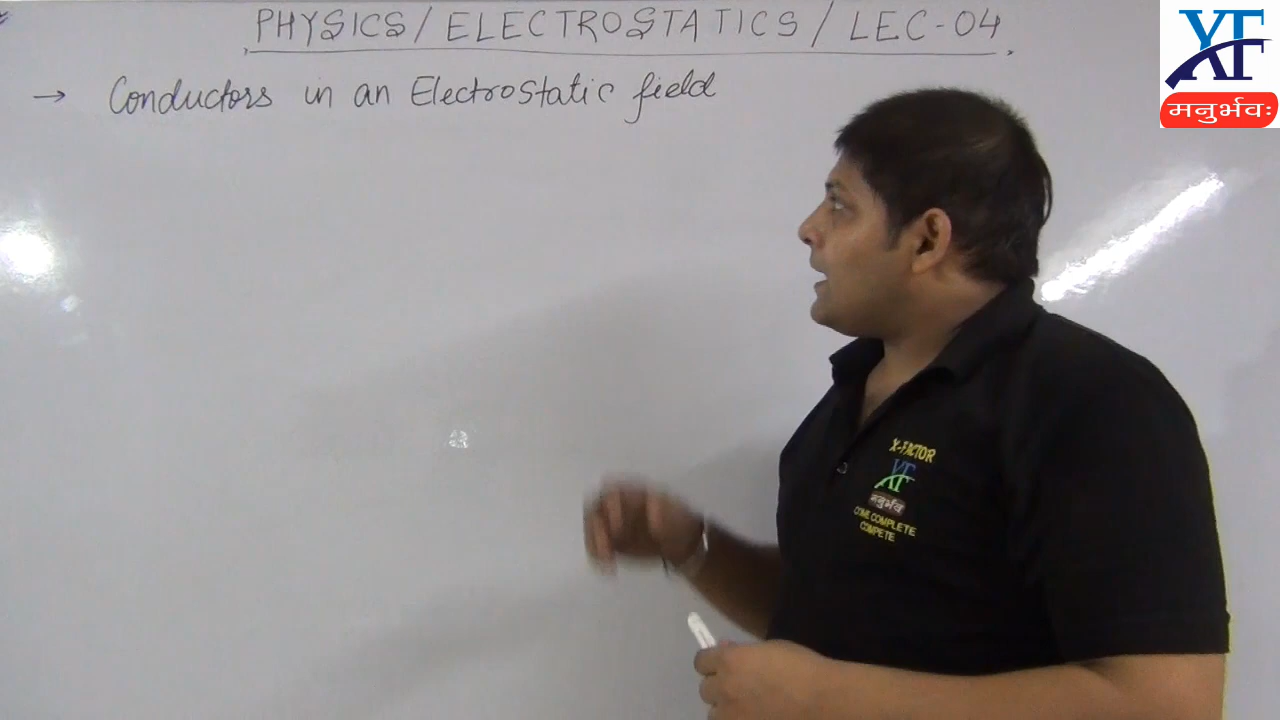 PHYSICS/ELECTROSTATICS/LEC-04
→ Conductors in an Electrostatic field
XF
मनुर्भवः
X-FACTOR
XF
मनुर्भव
COME COMPLETE
COMPETE